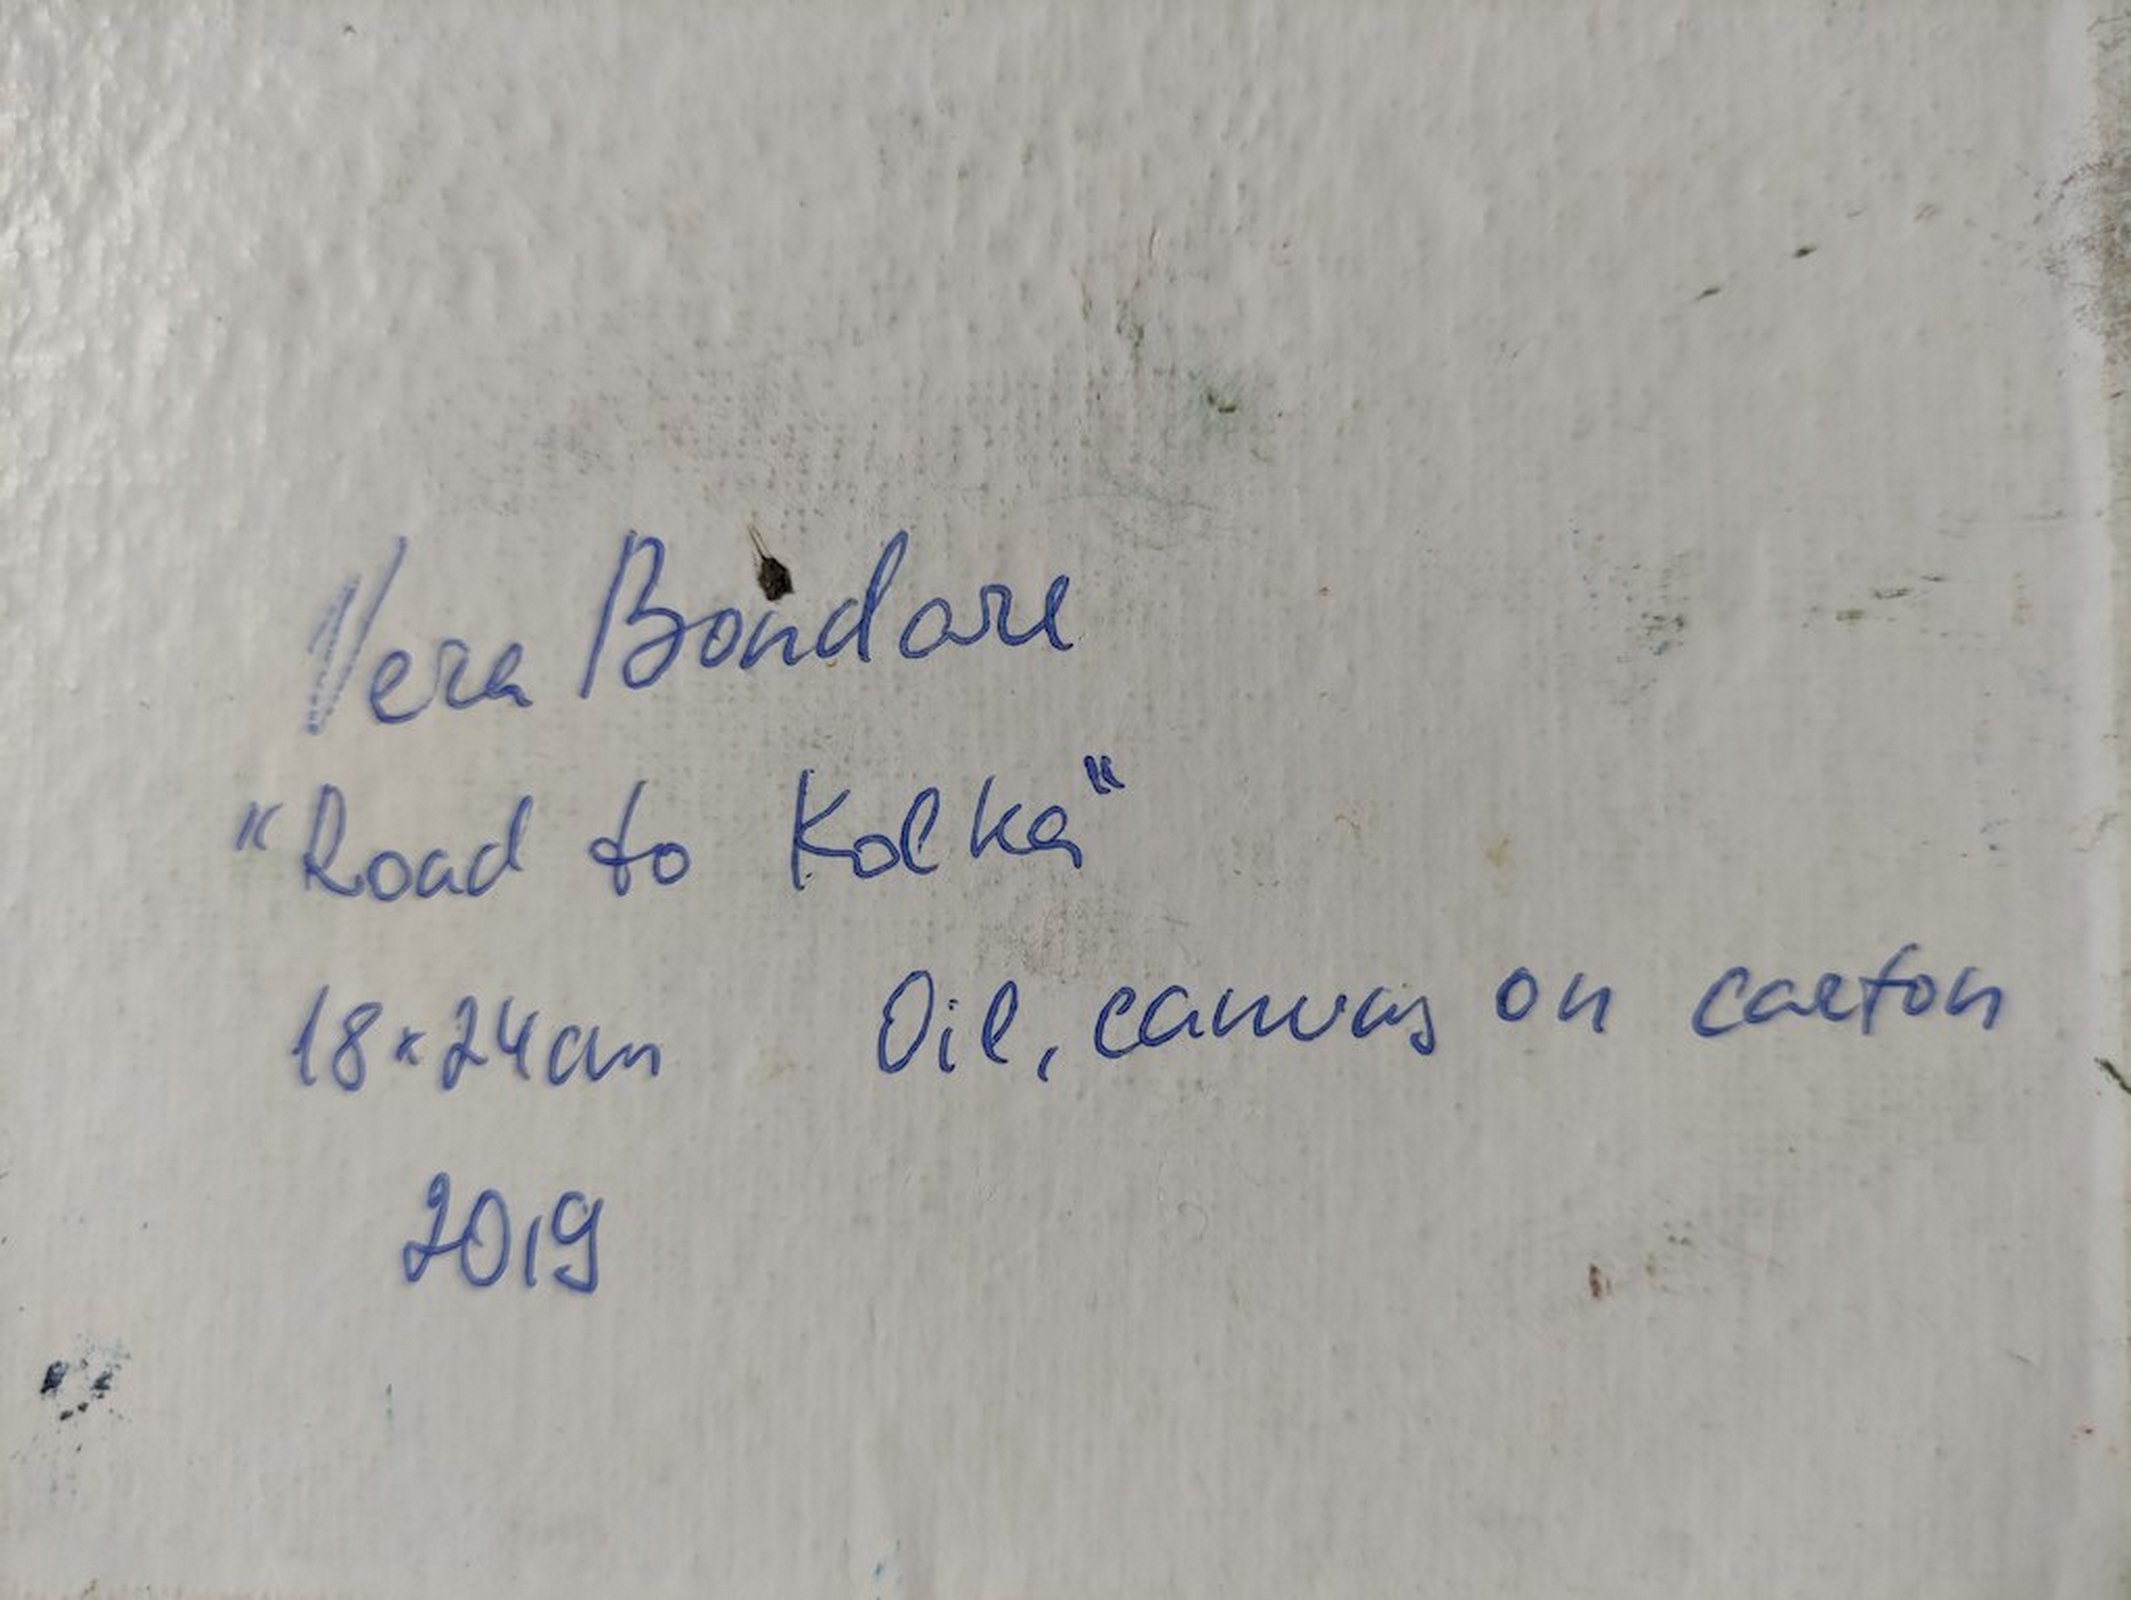 Vera Bondare
"Road to Kolka"
18×24cm Oil, canvas on carton
2019